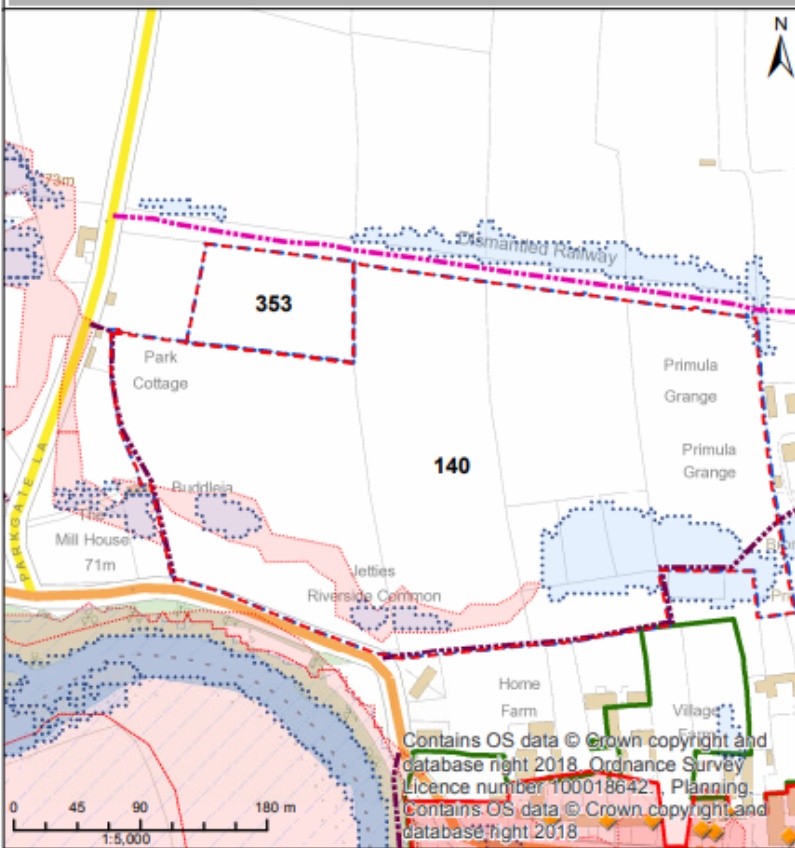 N
73m
Dismantled Railway
353
Park
Cottage
Primula
Grange
140
Primula
Grange
Buddleia
The
Mill House
71m
PARKGATE LA
Jetties
Riverside Common
Home
Farm
Village
Farm
Contains OS data © Crown copyright and
database right 2018. Ordnance Survey
Licence number 100018642. Planning.
Contains OS data © Crown copyright and
database right 2018
0 45 90 180 m
1:5,000